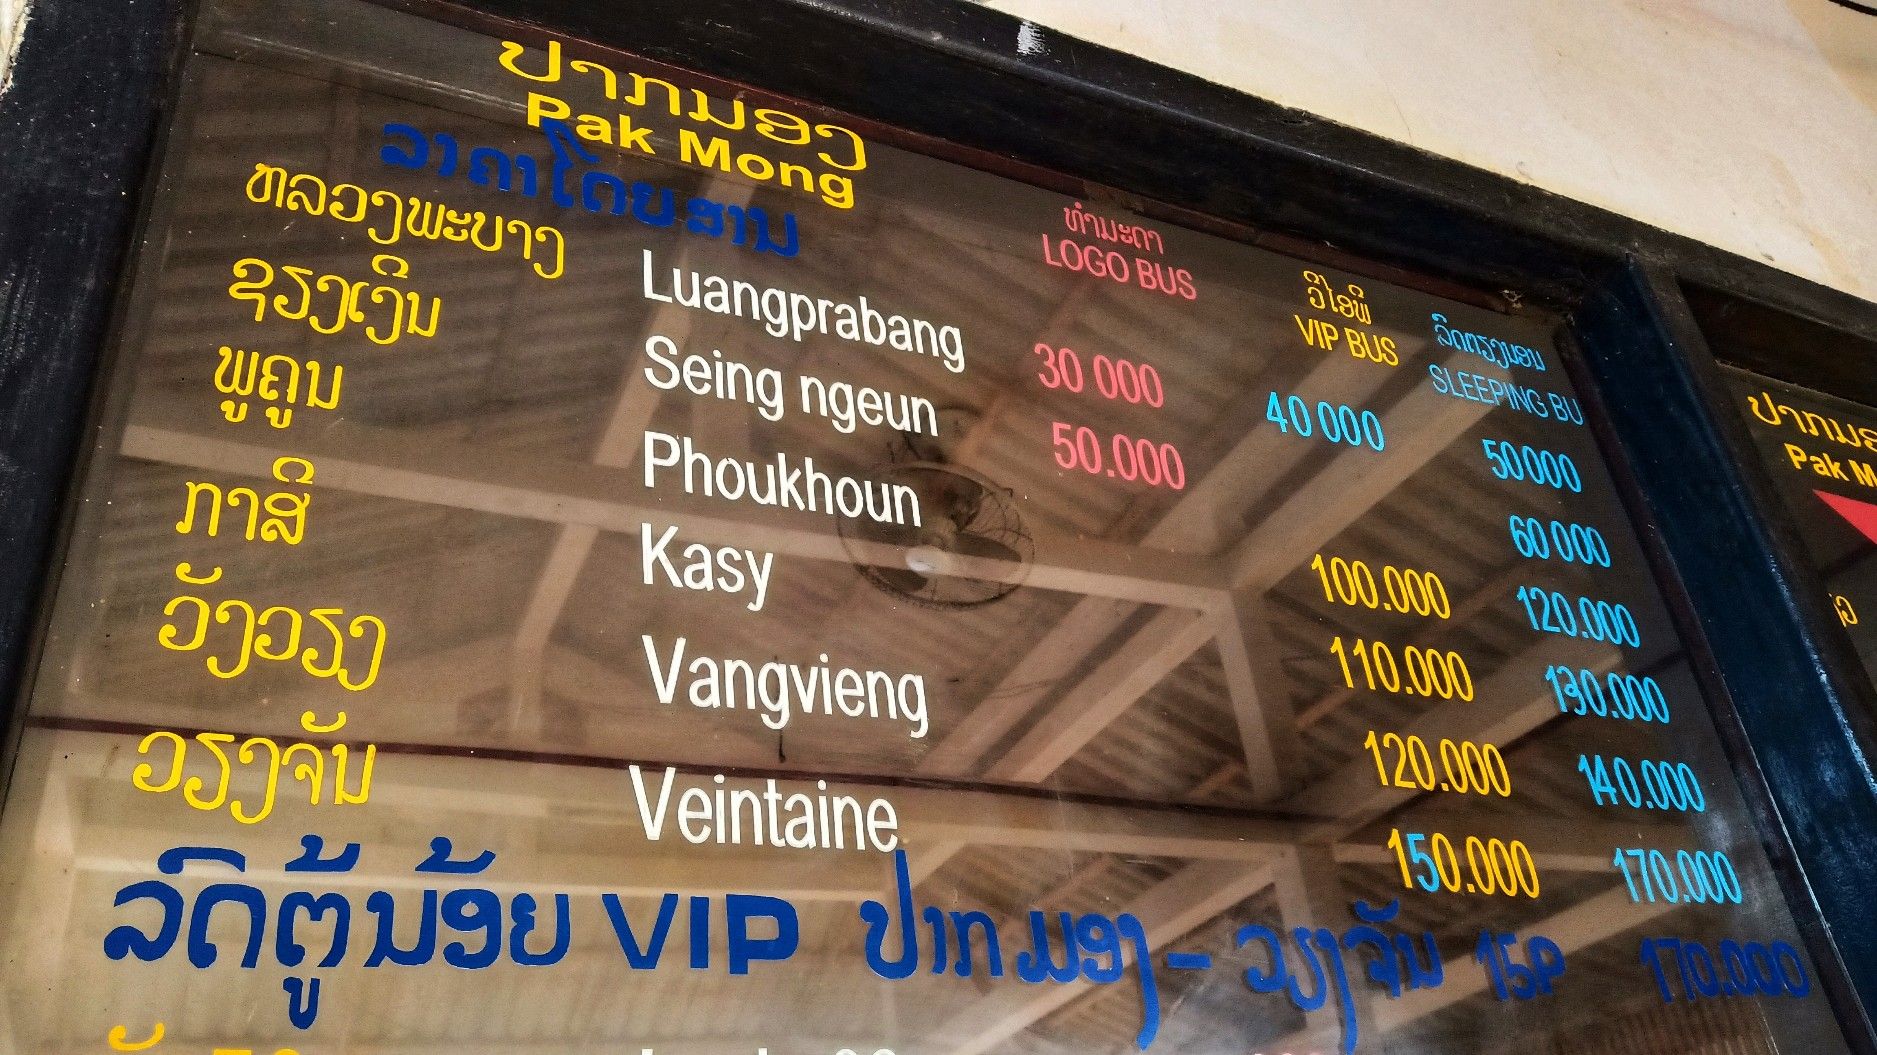 ປາກມອງ
Pak Mong
ລາຄາໂດຍສານ
ທຳມະດາ ວີໄອພີ ລົດຕຽງນອນ
LOGO BUS VIP BUS SLEEPING BU
ຫລວງພະບາງ Luangprabang 30 000 40 000 50 000
ຊຽງເງິນ Seing ngeun 50.000 60 000
ພູຄູນ Phoukhoun 100.000 120.000
ກາສີ Kasy 110.000 130.000
ວັງວຽງ Vangvieng 120.000 140.000
ວຽງຈັນ Veintaine 150.000 170.000
ລົດຕູ້ນ້ອຍ VIP ປາກມອງ - ວຽງຈັນ 15P 170.000
ປາກມອ
Pak M